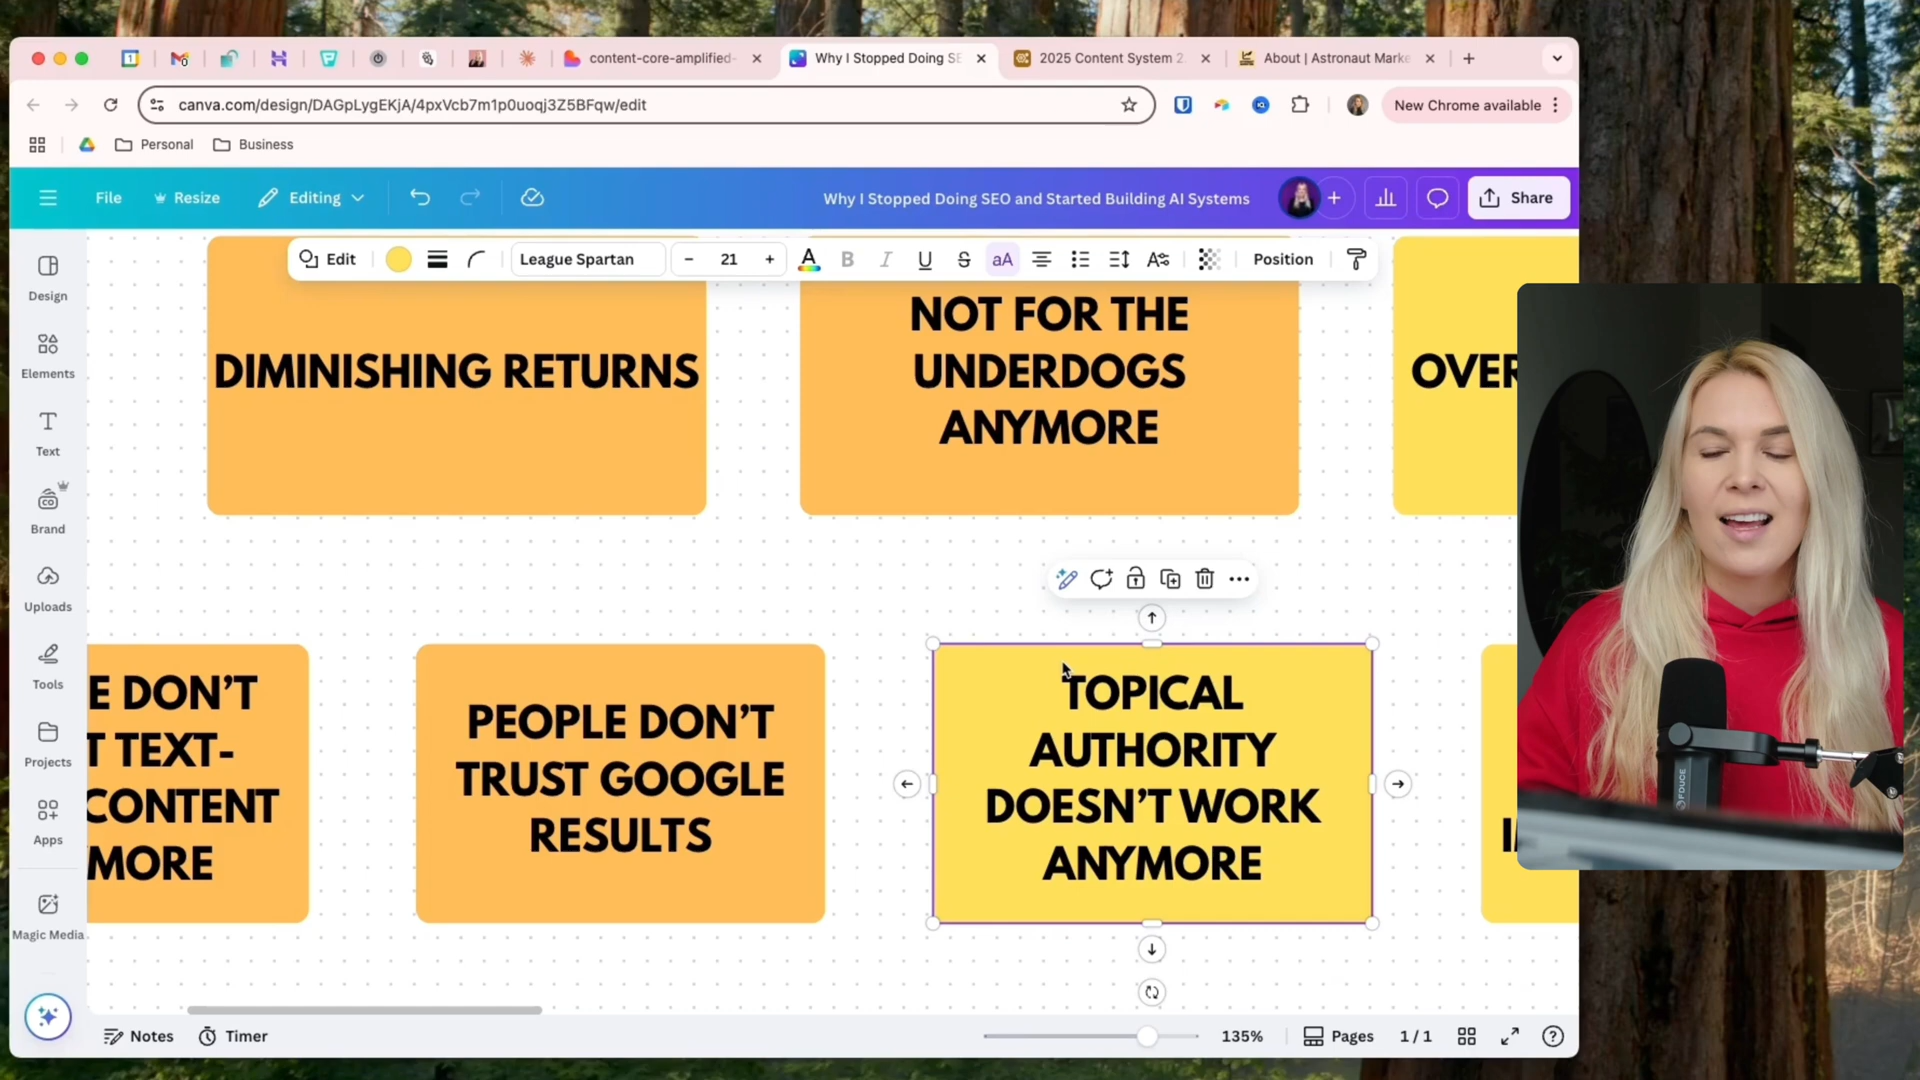 content-core-amplified-
Why I Stopped Doing SE
2025 Content System 2.
About | Astronaut Marke
canva.com/design/DAGpLygEKjA/4pxVcb7m1p0uoqj3Z5BFqw/edit
New Chrome available
Personal
Business
File
Resize
Editing
Why I Stopped Doing SEO and Started Building AI Systems
Share
Edit
League Spartan
21
A
B
I
U
S
aA
Position
Design
Elements
Text
Brand
Uploads
Tools
Projects
Apps
Magic Media
DIMINISHING RETURNS
NOT FOR THE
UNDERDOGS
ANYMORE
OVER
E DON'T
T TEXT-
CONTENT
MORE
PEOPLE DON'T
TRUST GOOGLE
RESULTS
TOPICAL
AUTHORITY
DOESN'T WORK
ANYMORE
FDUCE
Notes
Timer
135%
Pages
1 / 1